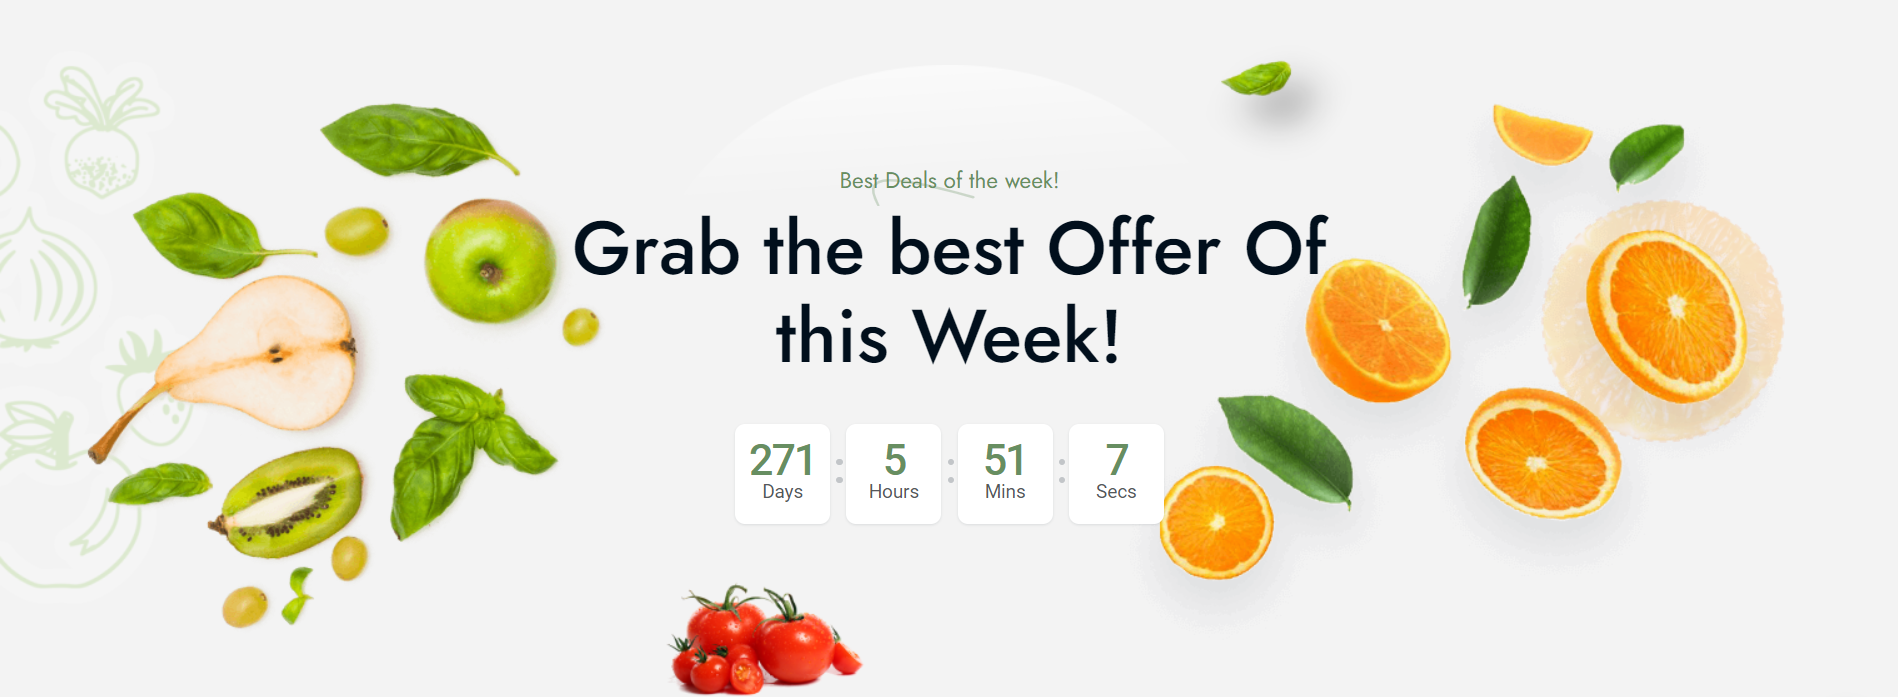 Best Deals of the week!
Grab the best Offer Of
this Week!
271 : 5 : 51 : 7
Days Hours Mins Secs